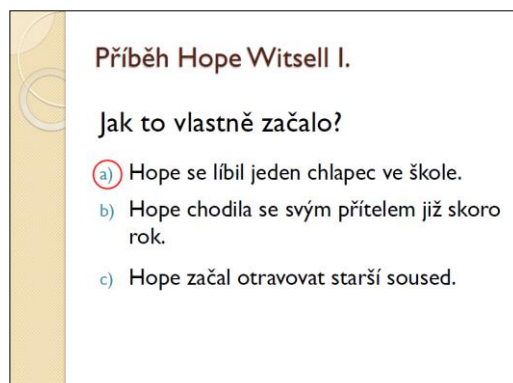 Příběh Hope Witsell I.
Jak to vlastně začalo?
a) Hope se líbil jeden chlapec ve škole.
b) Hope chodila se svým přítelem již skoro
rok.
c) Hope začal otravovat starší soused.